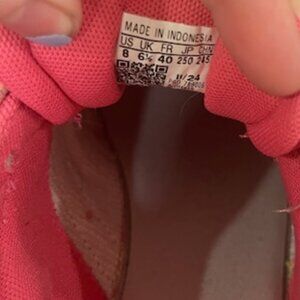 MADE IN INDONESIA
US UK FR JP CHN
8 6½ 40 250 245
11/24